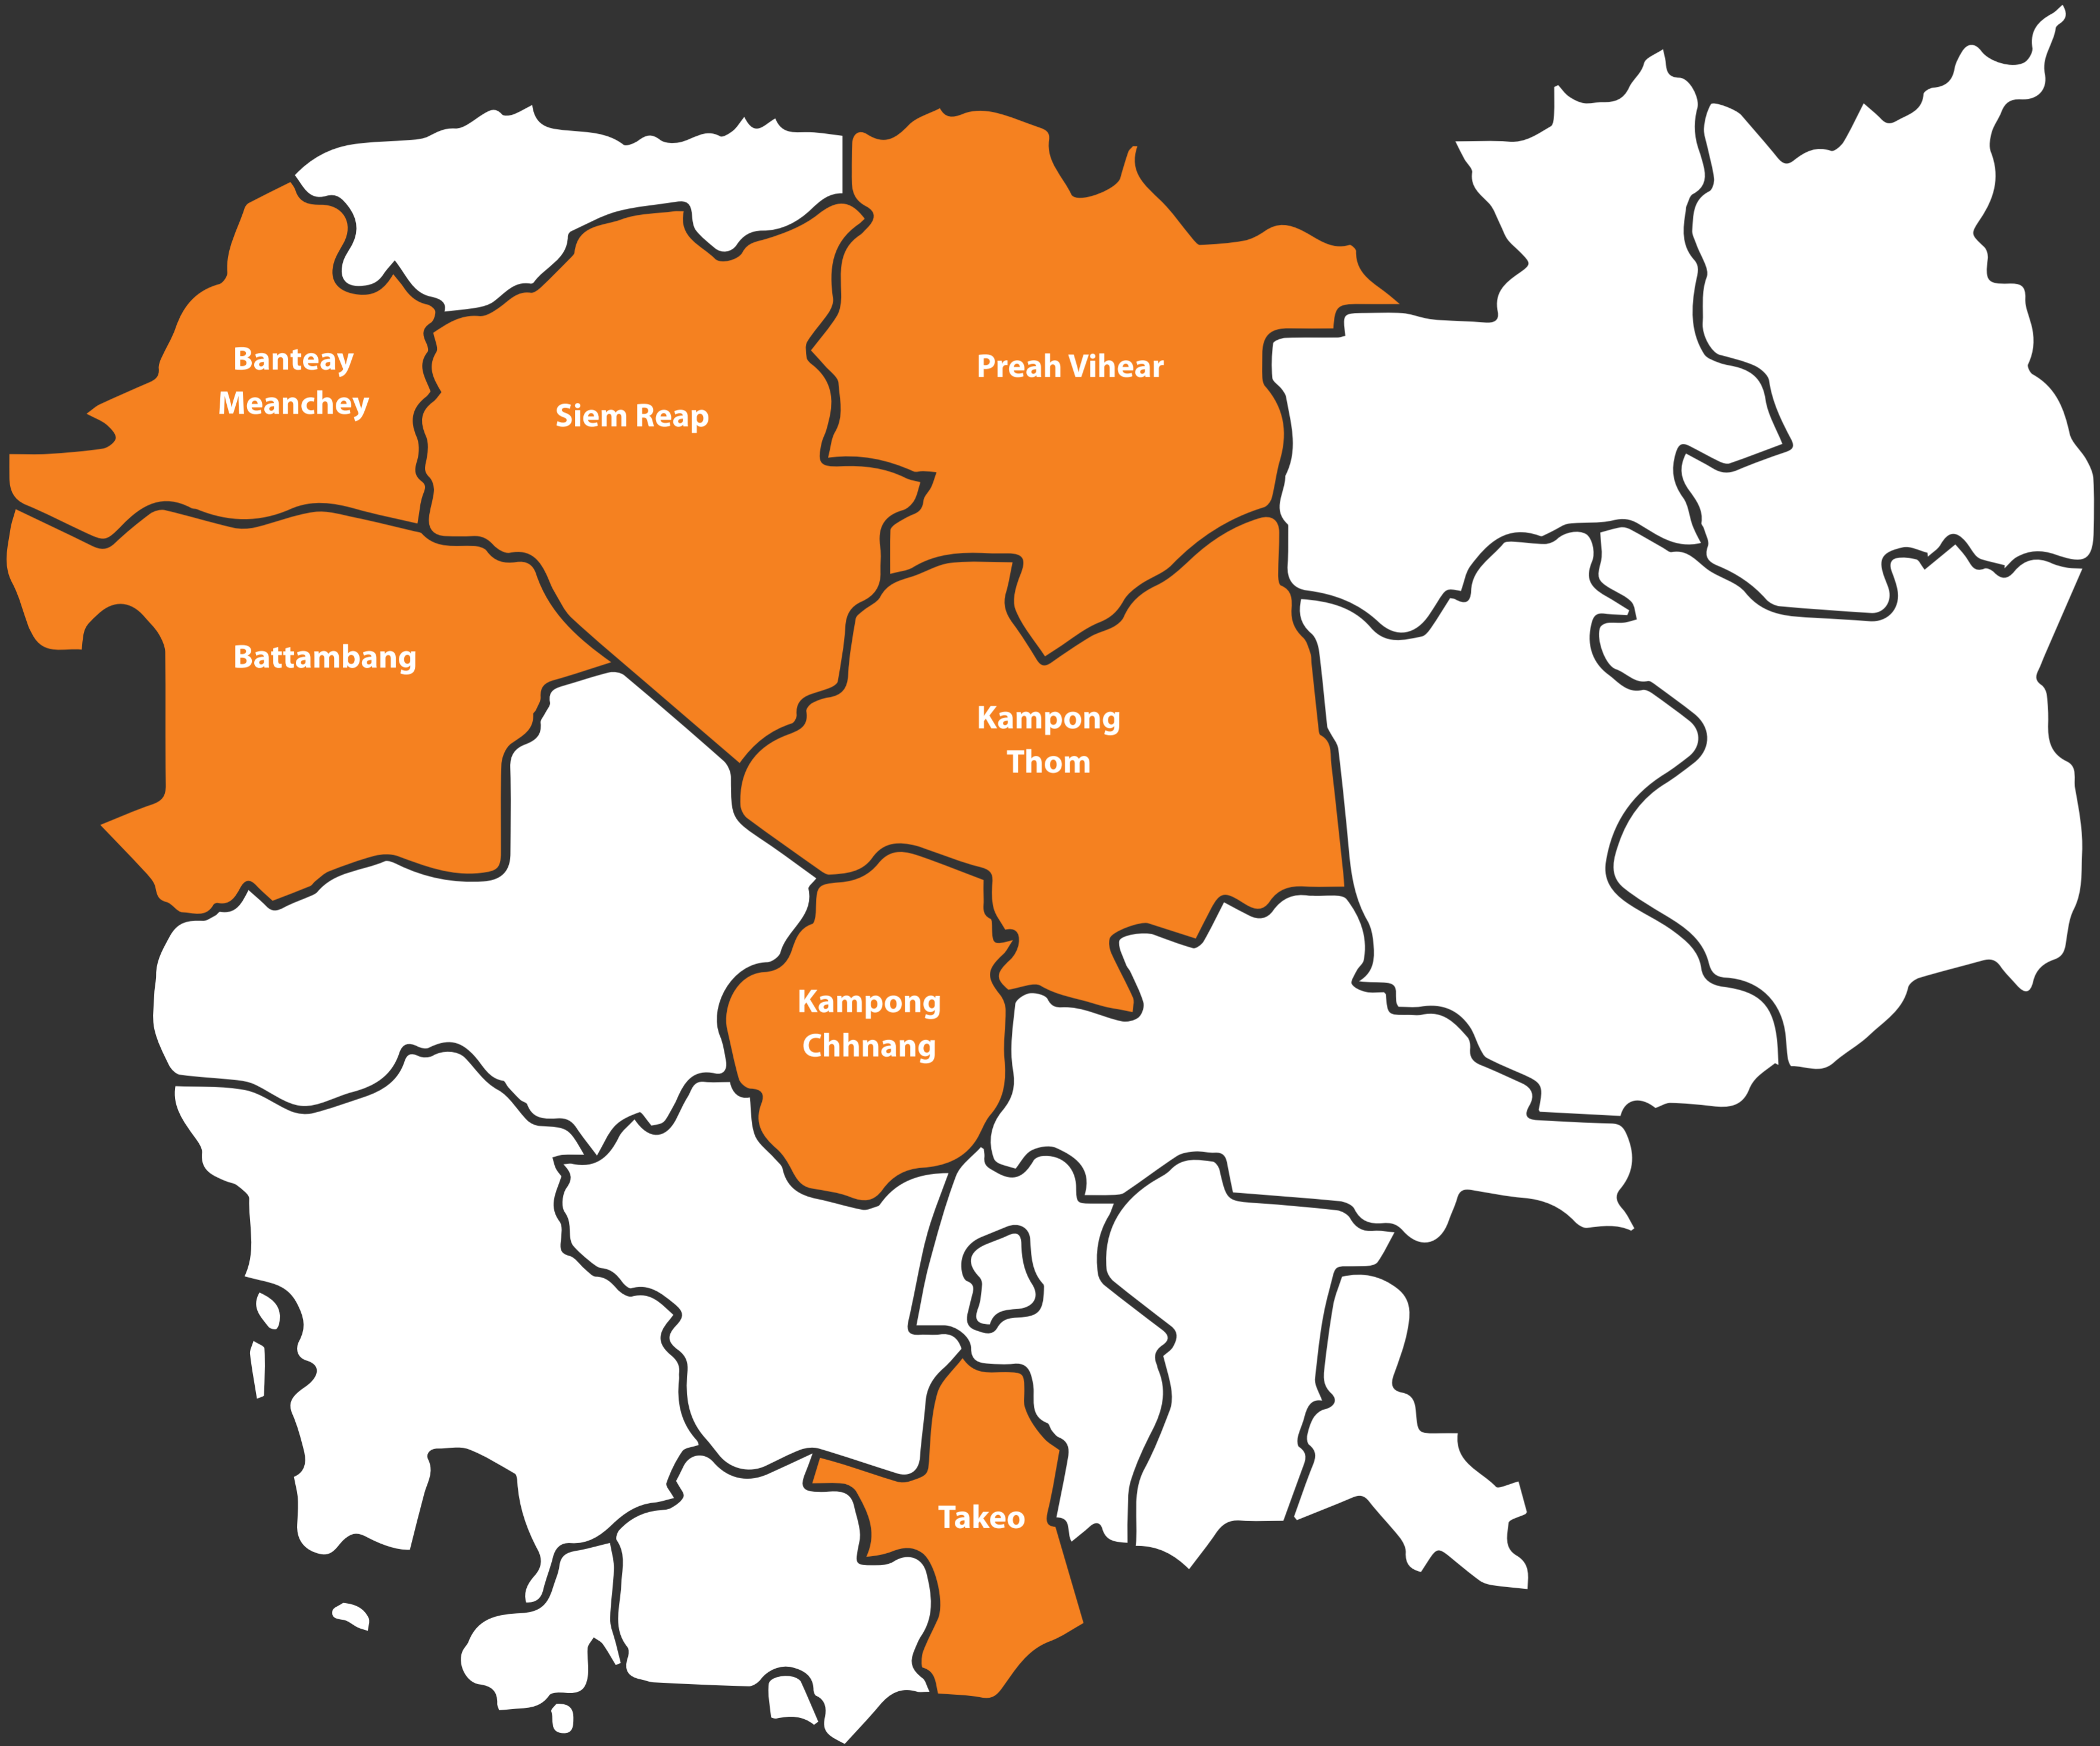 Banteay
Meanchey
Siem Reap
Preah Vihear
Battambang
Kampong
Thom
Kampong
Chhnang
Takeo